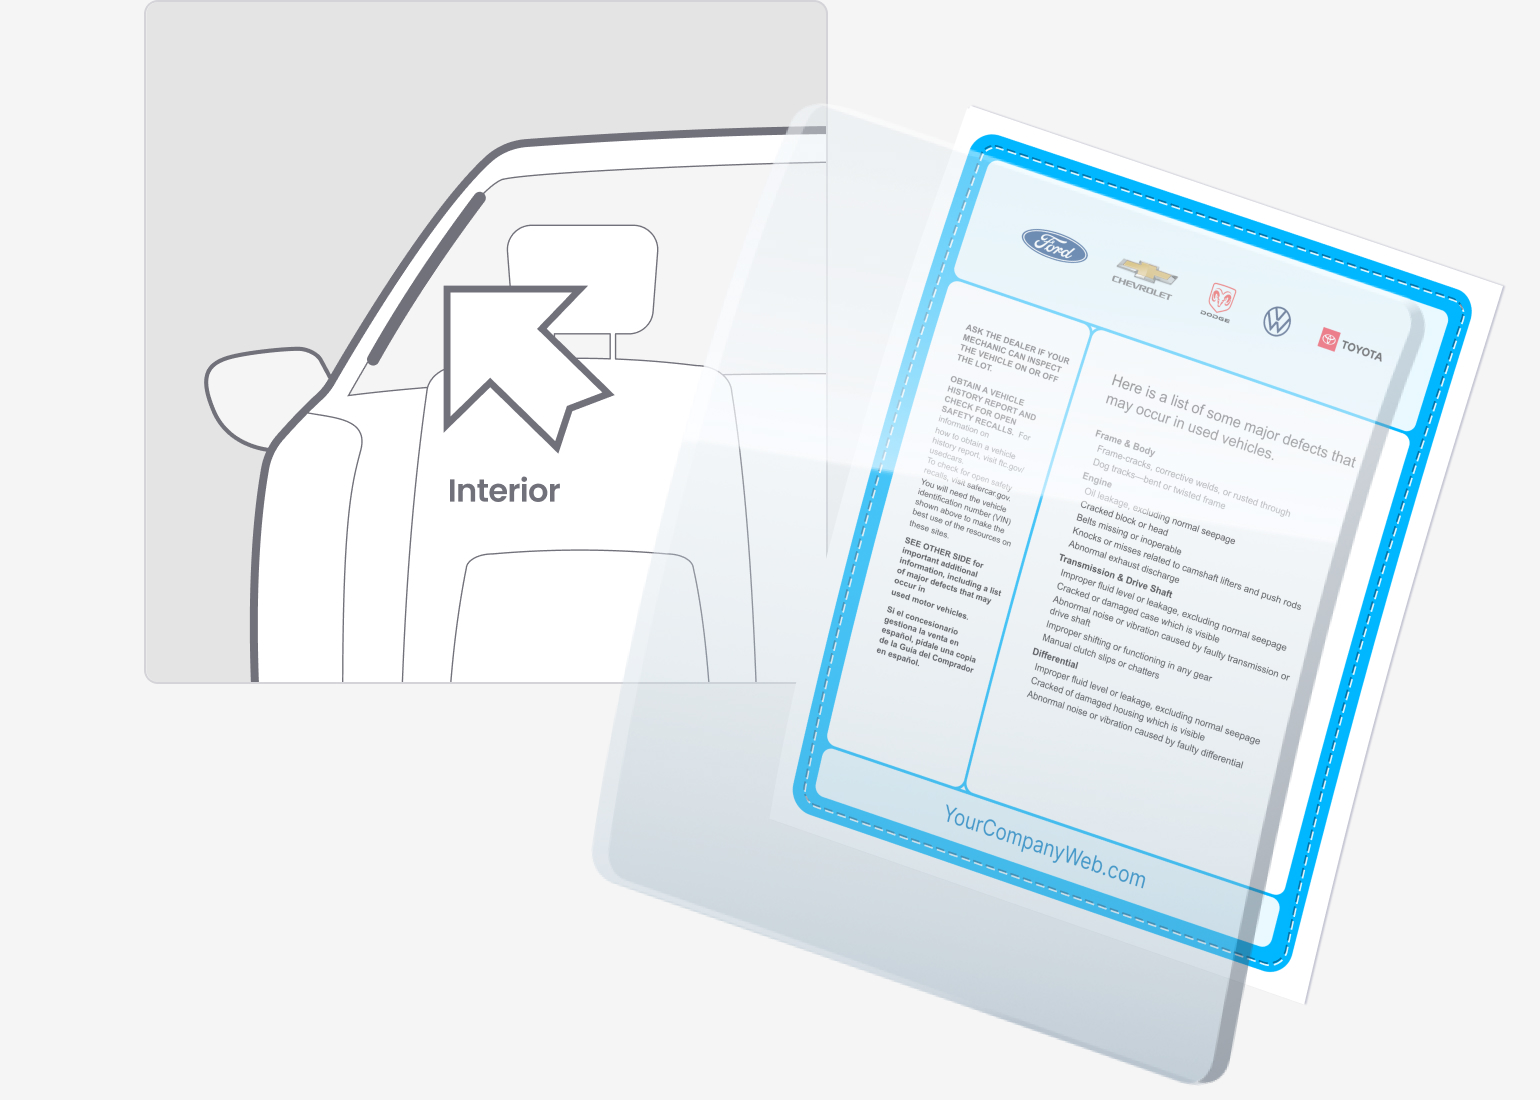 Interior
Ford
CHEVROLET
DODGE
TOYOTA
ASK THE DEALER IF YOUR
MECHANIC CAN INSPECT
THE VEHICLE ON OR OFF
THE LOT.
OBTAIN A VEHICLE
HISTORY REPORT AND
CHECK FOR OPEN
SAFETY RECALLS. For
information on
how to obtain a vehicle
history report, visit ftc.gov/
usedcars.
To check for open safety
recalls, visit safercar.gov.
You will need the vehicle
identification number (VIN)
shown above to make the
best use of the resources on
these sites.
SEE OTHER SIDE for
important additional
information, including a list
of major defects that may
occur in
used motor vehicles.
Si el concesionario
gestiona la venta en
español, pídale una copia
de la Guía del Comprador
en español.
Here is a list of some major defects that
may occur in used vehicles.
Frame & Body
Frame-cracks, corrective welds, or rusted through
Dog tracks—bent or twisted frame
Engine
Oil leakage, excluding normal seepage
Cracked block or head
Belts missing or inoperable
Knocks or misses related to camshaft lifters and push rods
Abnormal exhaust discharge
Transmission & Drive Shaft
Improper fluid level or leakage, excluding normal seepage
Cracked or damaged case which is visible
Abnormal noise or vibration caused by faulty transmission or
drive shaft
Improper shifting or functioning in any gear
Manual clutch slips or chatters
Differential
Improper fluid level or leakage, excluding normal seepage
Cracked of damaged housing which is visible
Abnormal noise or vibration caused by faulty differential
YourCompanyWeb.com